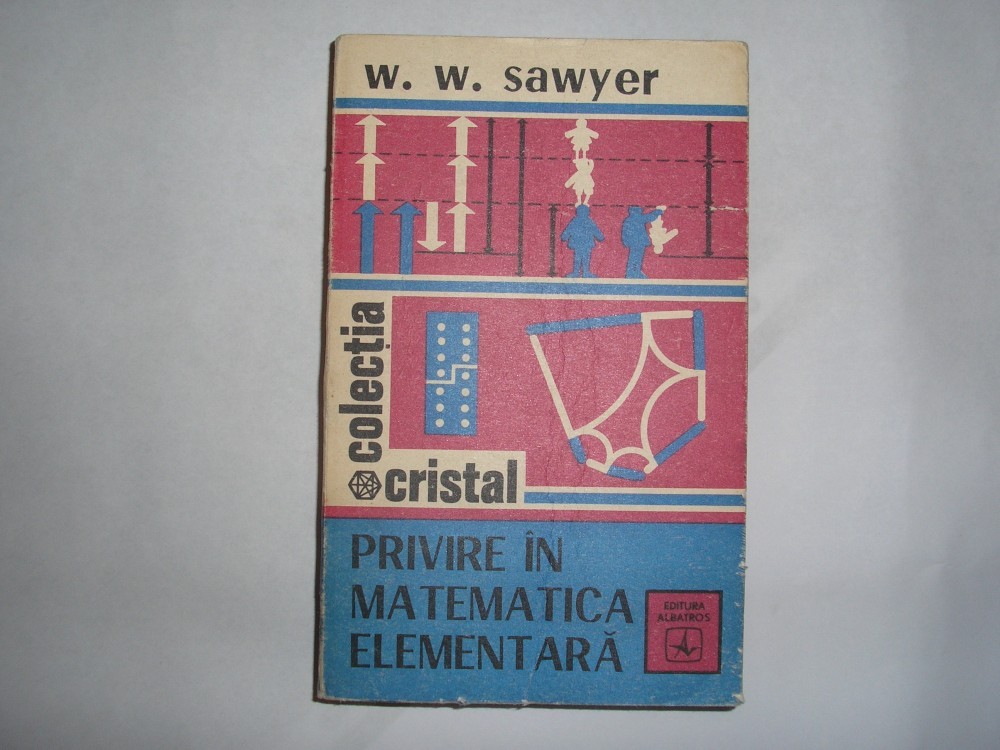 w. w. sawyer
colecția
cristal
PRIVIRE ÎN
MATEMATICA
ELEMENTARĂ
EDITURA
ALBATROS